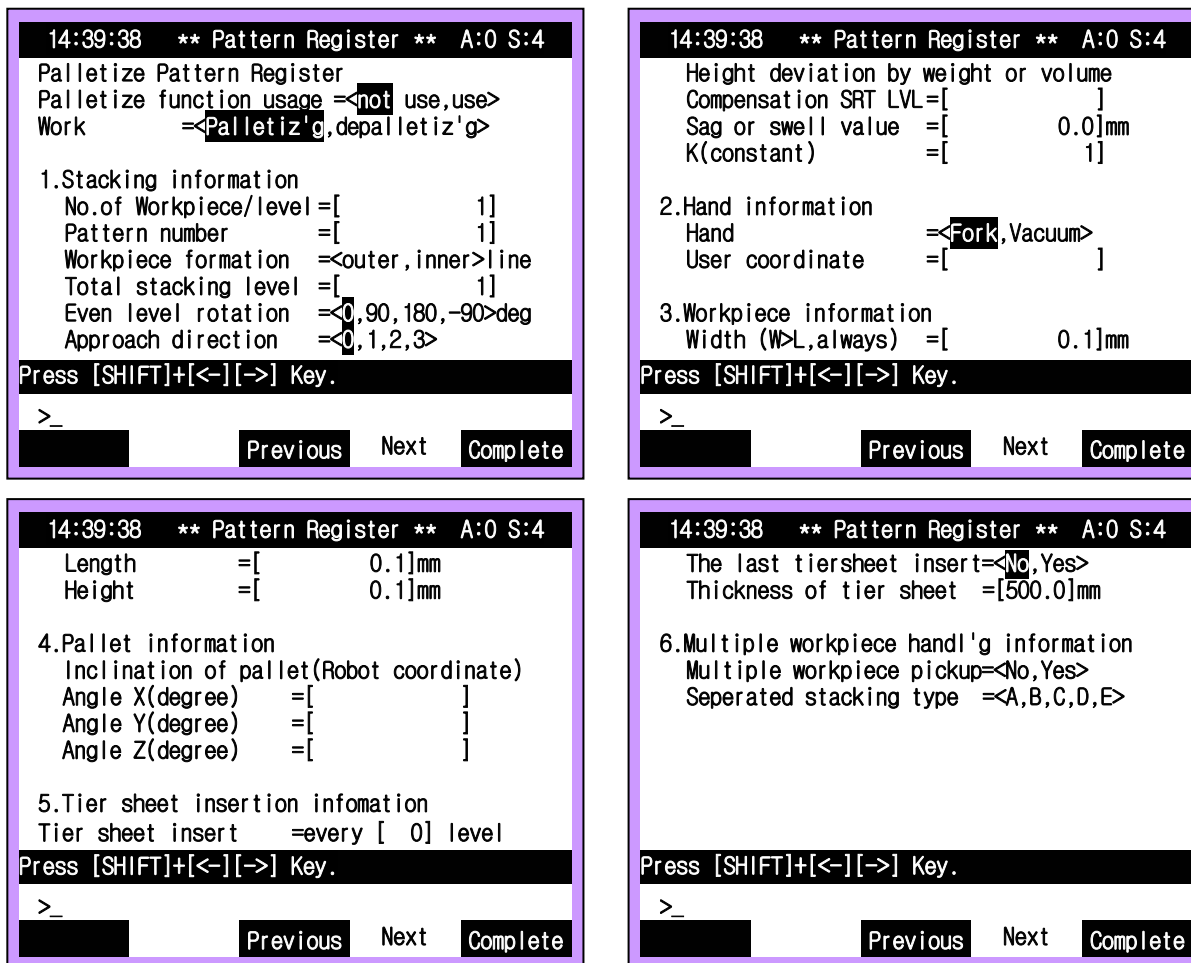 14:39:38 ** Pattern Register ** A:0 S:4
Palletize Pattern Register
Palletize function usage =<not use,use>
Work =<Palletiz'g,depalletiz'g>
1.Stacking information
No.of Workpiece/level=[ 1]
Pattern number =[ 1]
Workpiece formation =<outer,inner>line
Total stacking level =[ 1]
Even level rotation =<0,90,180,-90>deg
Approach direction =<0,1,2,3>
Press [SHIFT]+[<-][->] Key.
>_
Previous Next Complete
14:39:38 ** Pattern Register ** A:0 S:4
Height deviation by weight or volume
Compensation SRT LVL=[ ]
Sag or swell value =[ 0.0]mm
K(constant) =[ 1]
2.Hand information
Hand =<Fork,Vacuum>
User coordinate =[ ]
3.Workpiece information
Width (W>L,always) =[ 0.1]mm
Press [SHIFT]+[<-][->] Key.
>_
Previous Next Complete
14:39:38 ** Pattern Register ** A:0 S:4
Length =[ 0.1]mm
Height =[ 0.1]mm
4.Pallet information
Inclination of pallet(Robot coordinate)
Angle X(degree) =[ ]
Angle Y(degree) =[ ]
Angle Z(degree) =[ ]
5.Tier sheet insertion infomation
Tier sheet insert =every [ 0] level
Press [SHIFT]+[<-][->] Key.
>_
Previous Next Complete
14:39:38 ** Pattern Register ** A:0 S:4
The last tiersheet insert=<No,Yes>
Thickness of tier sheet =[500.0]mm
6.Multiple workpiece handl'g information
Multiple workpiece pickup=<No,Yes>
Seperated stacking type =<A,B,C,D,E>
Press [SHIFT]+[<-][->] Key.
>_
Previous Next Complete